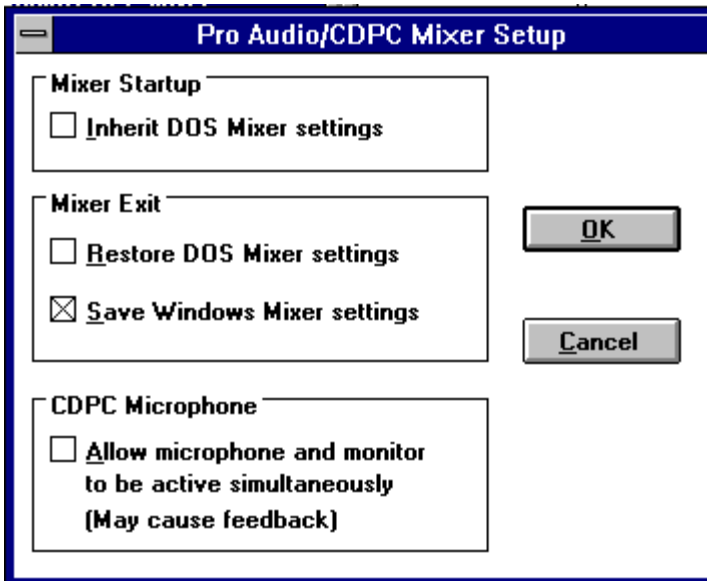 Pro Audio/CDPC Mixer Setup
Mixer Startup
Inherit DOS Mixer settings
Mixer Exit
Restore DOS Mixer settings
Save Windows Mixer settings
OK
Cancel
CDPC Microphone
Allow microphone and monitor
to be active simultaneously
(May cause feedback)